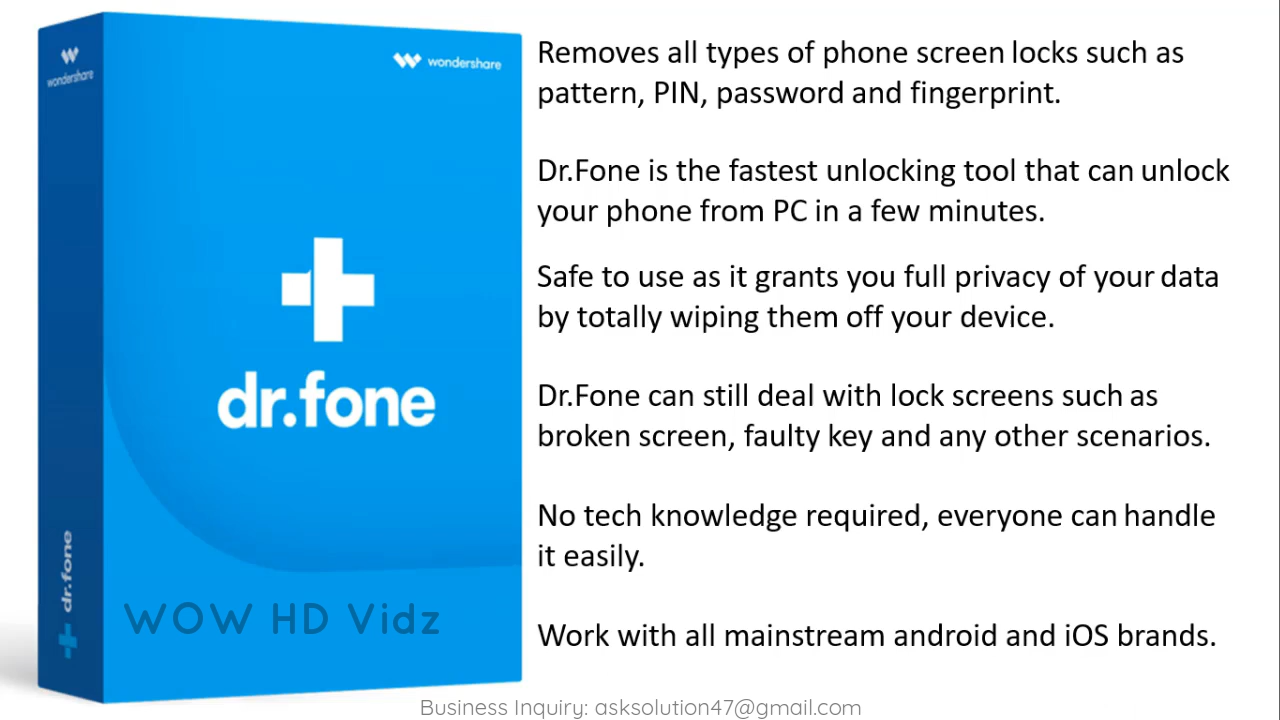 wondershare
wondershare
dr.fone
dr.fone
WOW HD Vidz
Removes all types of phone screen locks such as
pattern, PIN, password and fingerprint.
Dr.Fone is the fastest unlocking tool that can unlock
your phone from PC in a few minutes.
Safe to use as it grants you full privacy of your data
by totally wiping them off your device.
Dr.Fone can still deal with lock screens such as
broken screen, faulty key and any other scenarios.
No tech knowledge required, everyone can handle
it easily.
Work with all mainstream android and iOS brands.
Business Inquiry: asksolution47@gmail.com